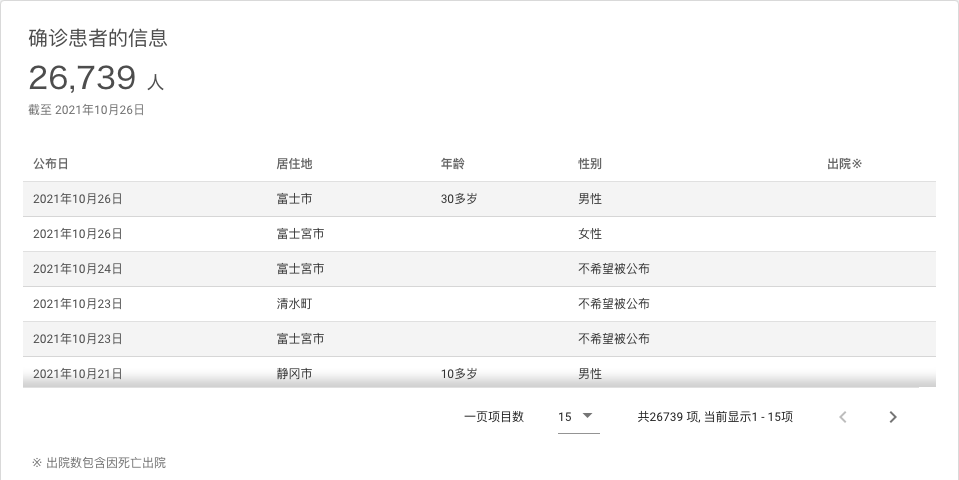 确诊患者的信息
26,739 人
截至 2021年10月26日
公布日 居住地 年龄 性别 出院※
2021年10月26日 富士市 30多岁 男性
2021年10月26日 富士宮市 女性
2021年10月24日 富士宮市 不希望被公布
2021年10月23日 清水町 不希望被公布
2021年10月23日 富士宮市 不希望被公布
2021年10月21日 静冈市 10多岁 男性
一页项目数 15 共26739 项, 当前显示1 - 15项
※ 出院数包含因死亡出院